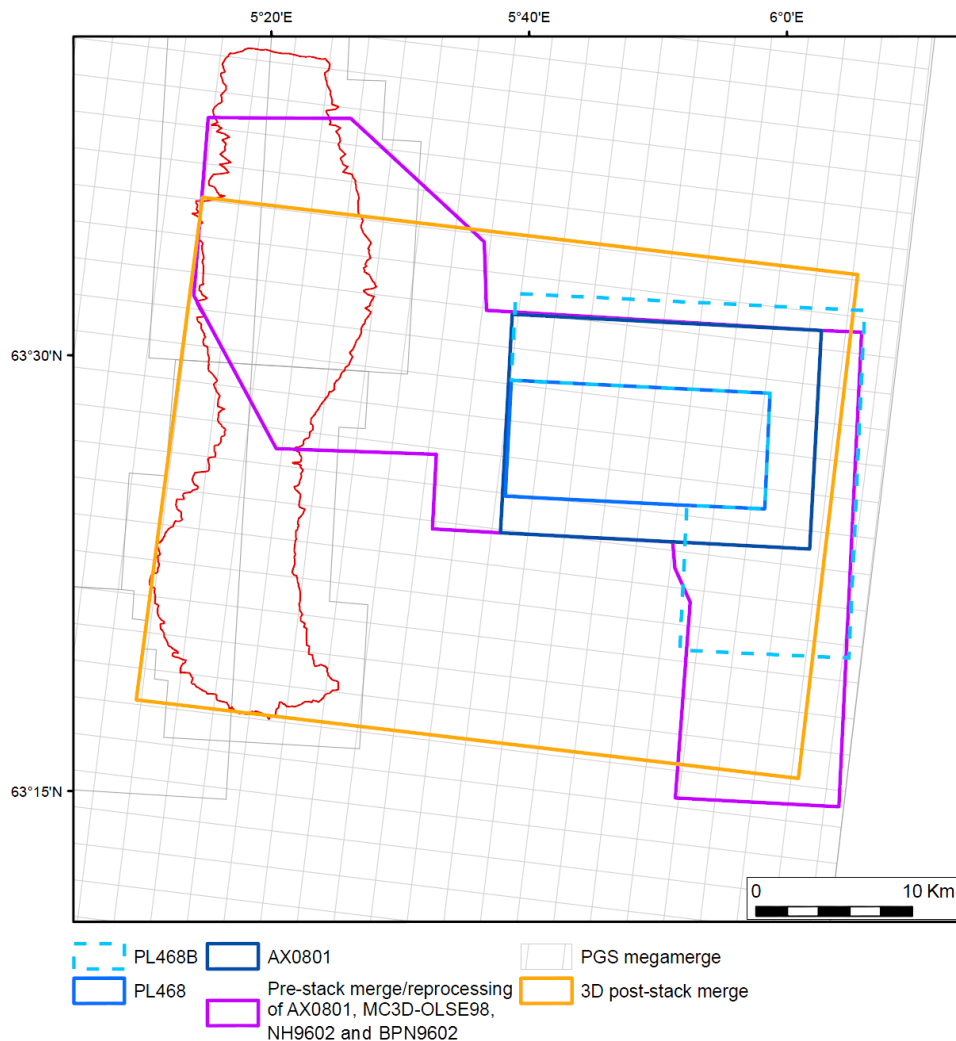 5°20'E 5°40'E 6°0'E
63°30'N
63°15'N
0 10 Km
PL468B
AX0801
PGS megamerge
PL468
Pre-stack merge/reprocessing
of AX0801, MC3D-OLSE98,
NH9602 and BPN9602
3D post-stack merge